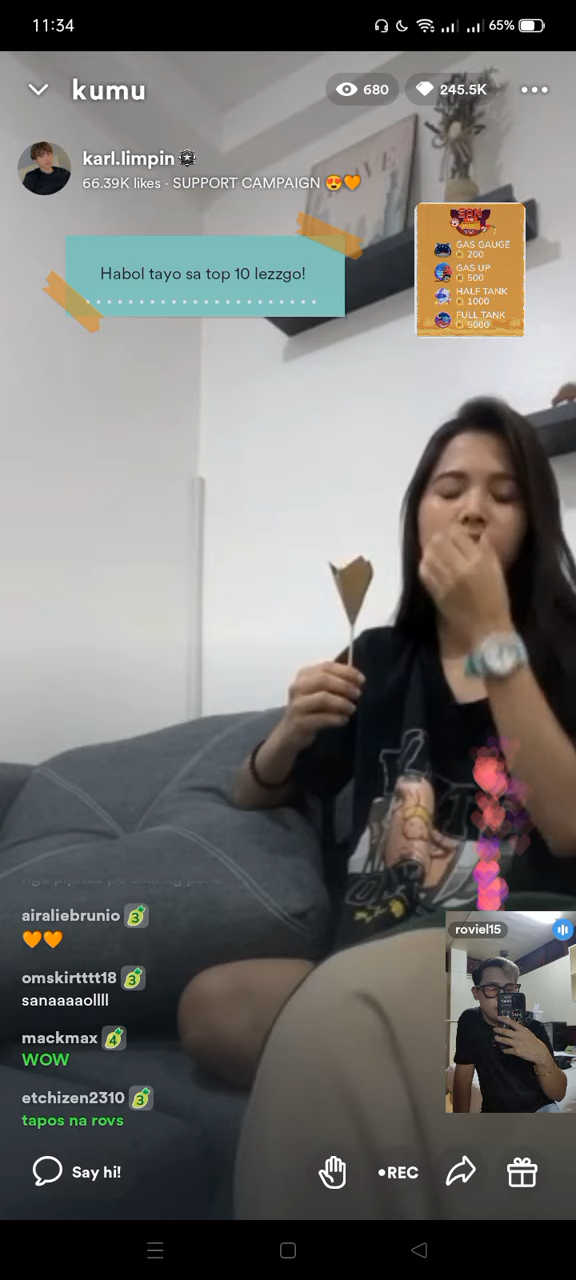 11:34
65%
kumu
680
245.5K
karl.limpin
66.39K likes · SUPPORT CAMPAIGN 😍🧡
LOVE
Habol tayo sa top 10 lezzgo!
GAS GAUGE
200
GAS UP
500
HALF TANK
1000
FULL TANK
5000
airaliebrunio 3
🧡🧡
omskirtttt18 3
sanaaaaollll
mackmax 4
WOW
etchizen2310 3
tapos na rovs
roviel15
Say hi!
•REC